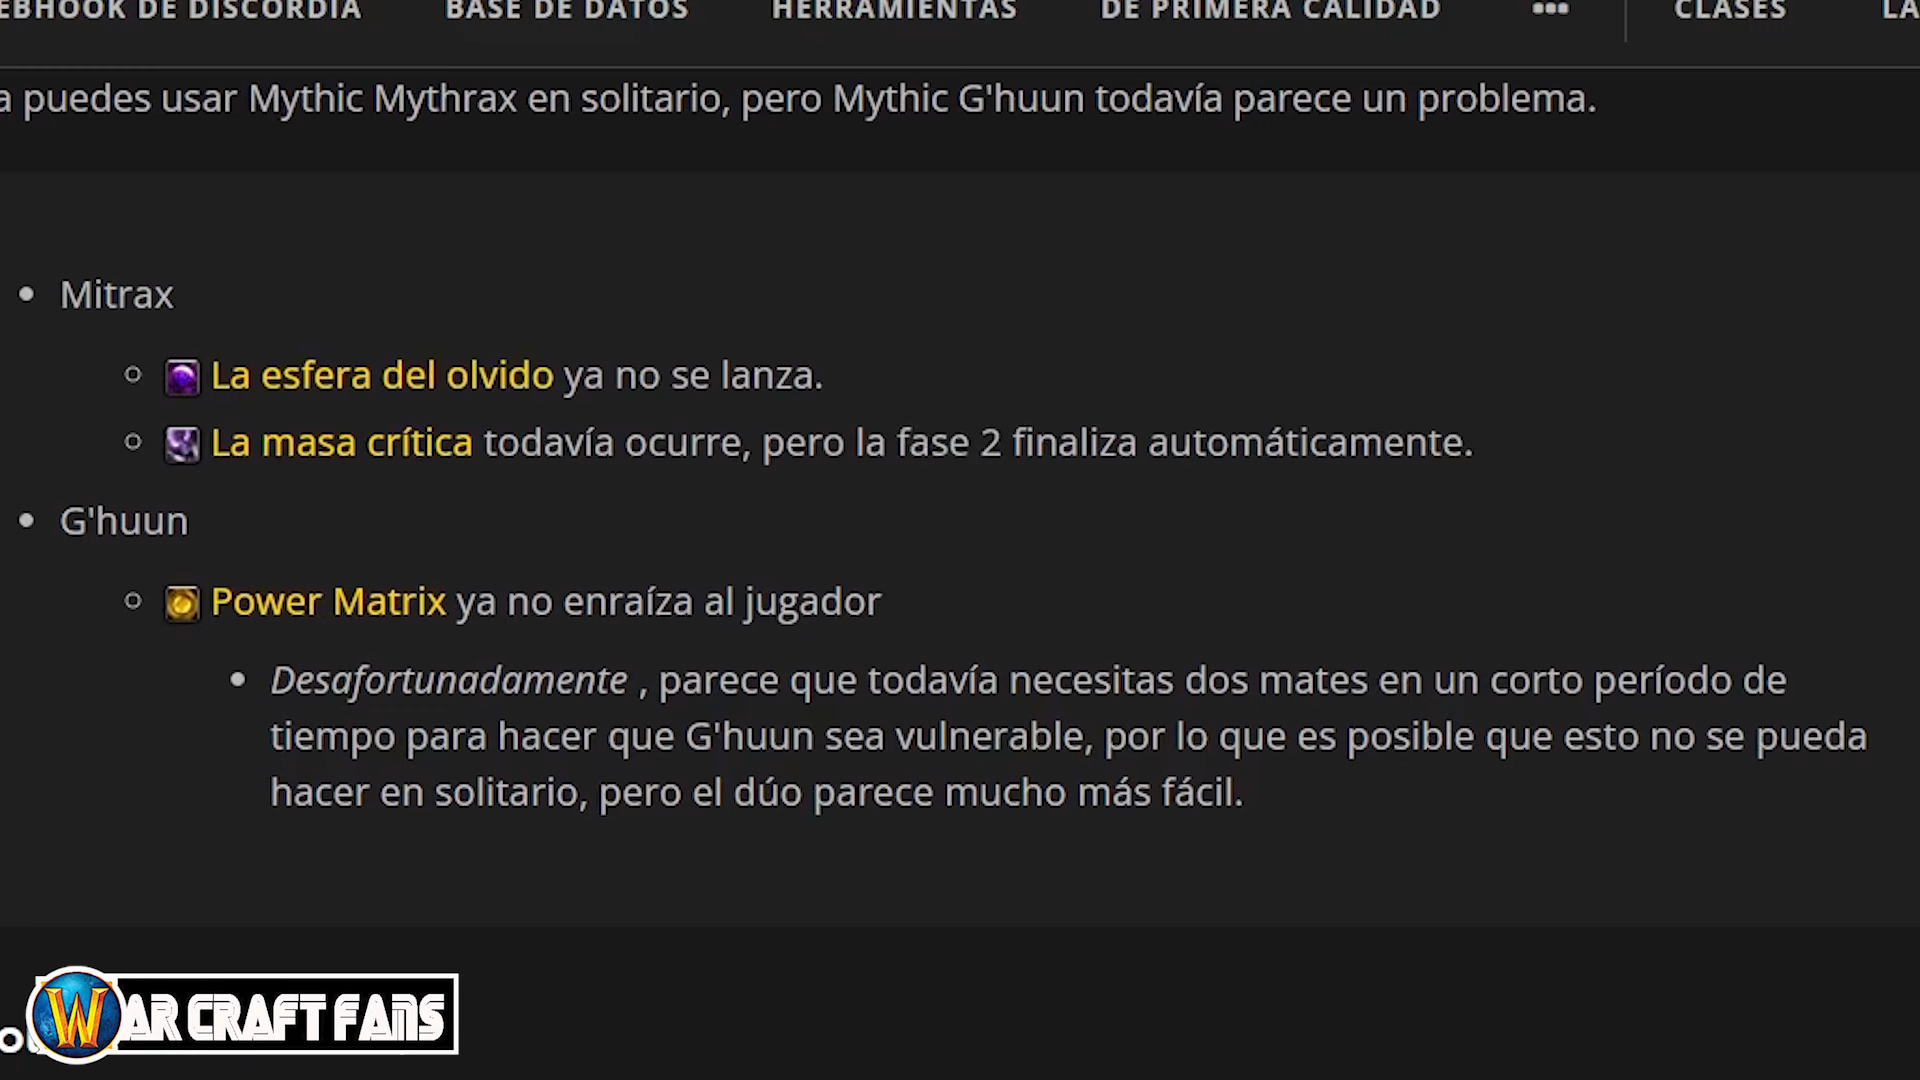 EBHOOK DE DISCORDIA BASE DE DATOS HERRAMIENTAS DE PRIMERA CALIDAD ••• CLASES LA
a puedes usar Mythic Mythrax en solitario, pero Mythic G'huun todavía parece un problema.
• Mitrax
La esfera del olvido ya no se lanza.
La masa crítica todavía ocurre, pero la fase 2 finaliza automáticamente.
• G'huun
Power Matrix ya no enraíza al jugador
• Desafortunadamente , parece que todavía necesitas dos mates en un corto período de
tiempo para hacer que G'huun sea vulnerable, por lo que es posible que esto no se pueda
hacer en solitario, pero el dúo parece mucho más fácil.
WAR CRAFT FANS